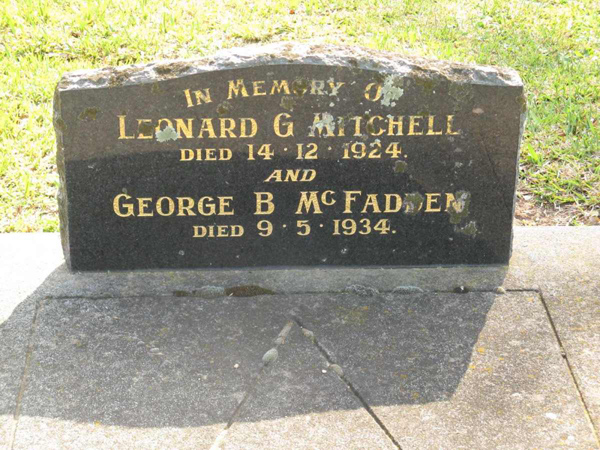 IN MEMORY OF
LEONARD G MITCHELL
DIED 14·12·1924.
AND
GEORGE B McFADDEN
DIED 9·5·1934.